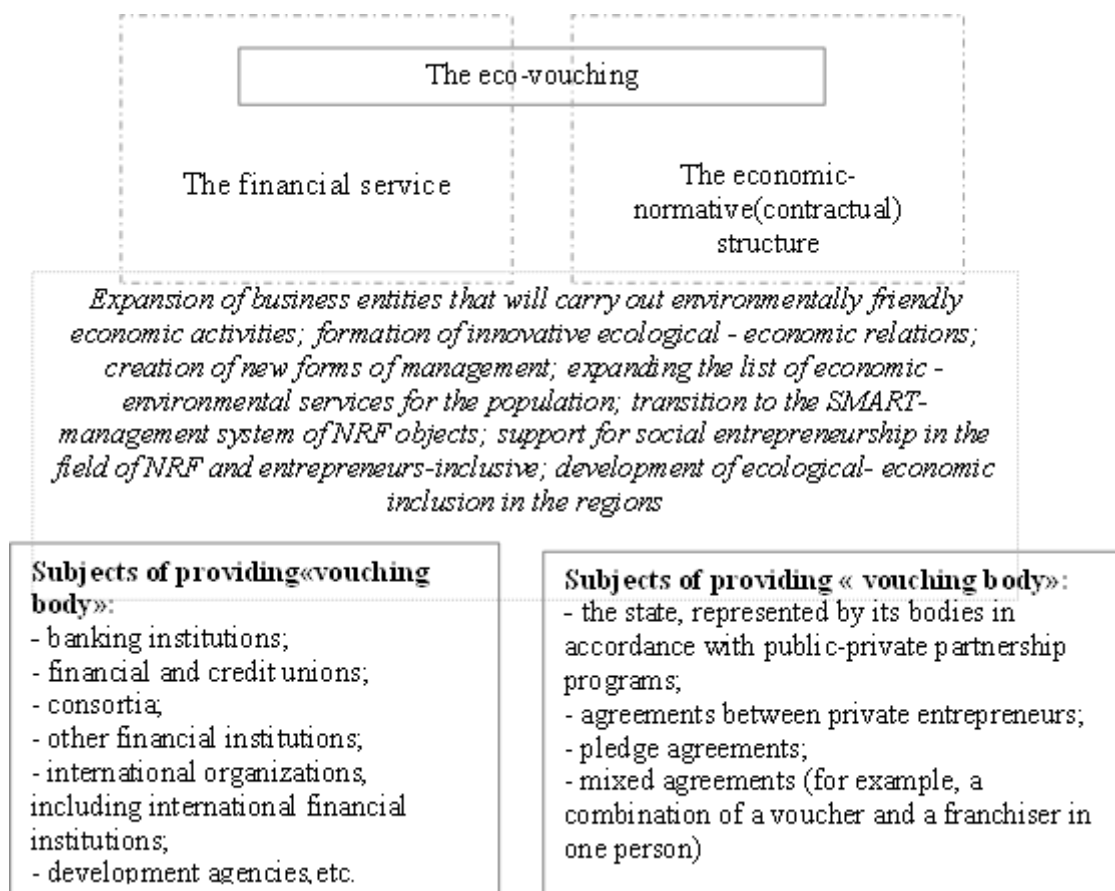 The eco-vouching
The financial service
The economic-
normative(contractual)
structure
Expansion of business entities that will carry out environmentally friendly
economic activities; formation of innovative ecological - economic relations;
creation of new forms of management; expanding the list of economic -
environmental services for the population; transition to the SMART-
management system of NRF objects; support for social entrepreneurship in the
field of NRF and entrepreneurs-inclusive; development of ecological- economic
inclusion in the regions
Subjects of providing«vouching
body»:
- banking institutions;
- financial and credit unions;
- consortia;
- other financial institutions;
- international organizations,
including international financial
institutions;
- development agencies,etc.
Subjects of providing « vouching body»:
- the state, represented by its bodies in
accordance with public-private partnership
programs;
- agreements between private entrepreneurs;
- pledge agreements;
- mixed agreements (for example, a
combination of a voucher and a franchiser in
one person)